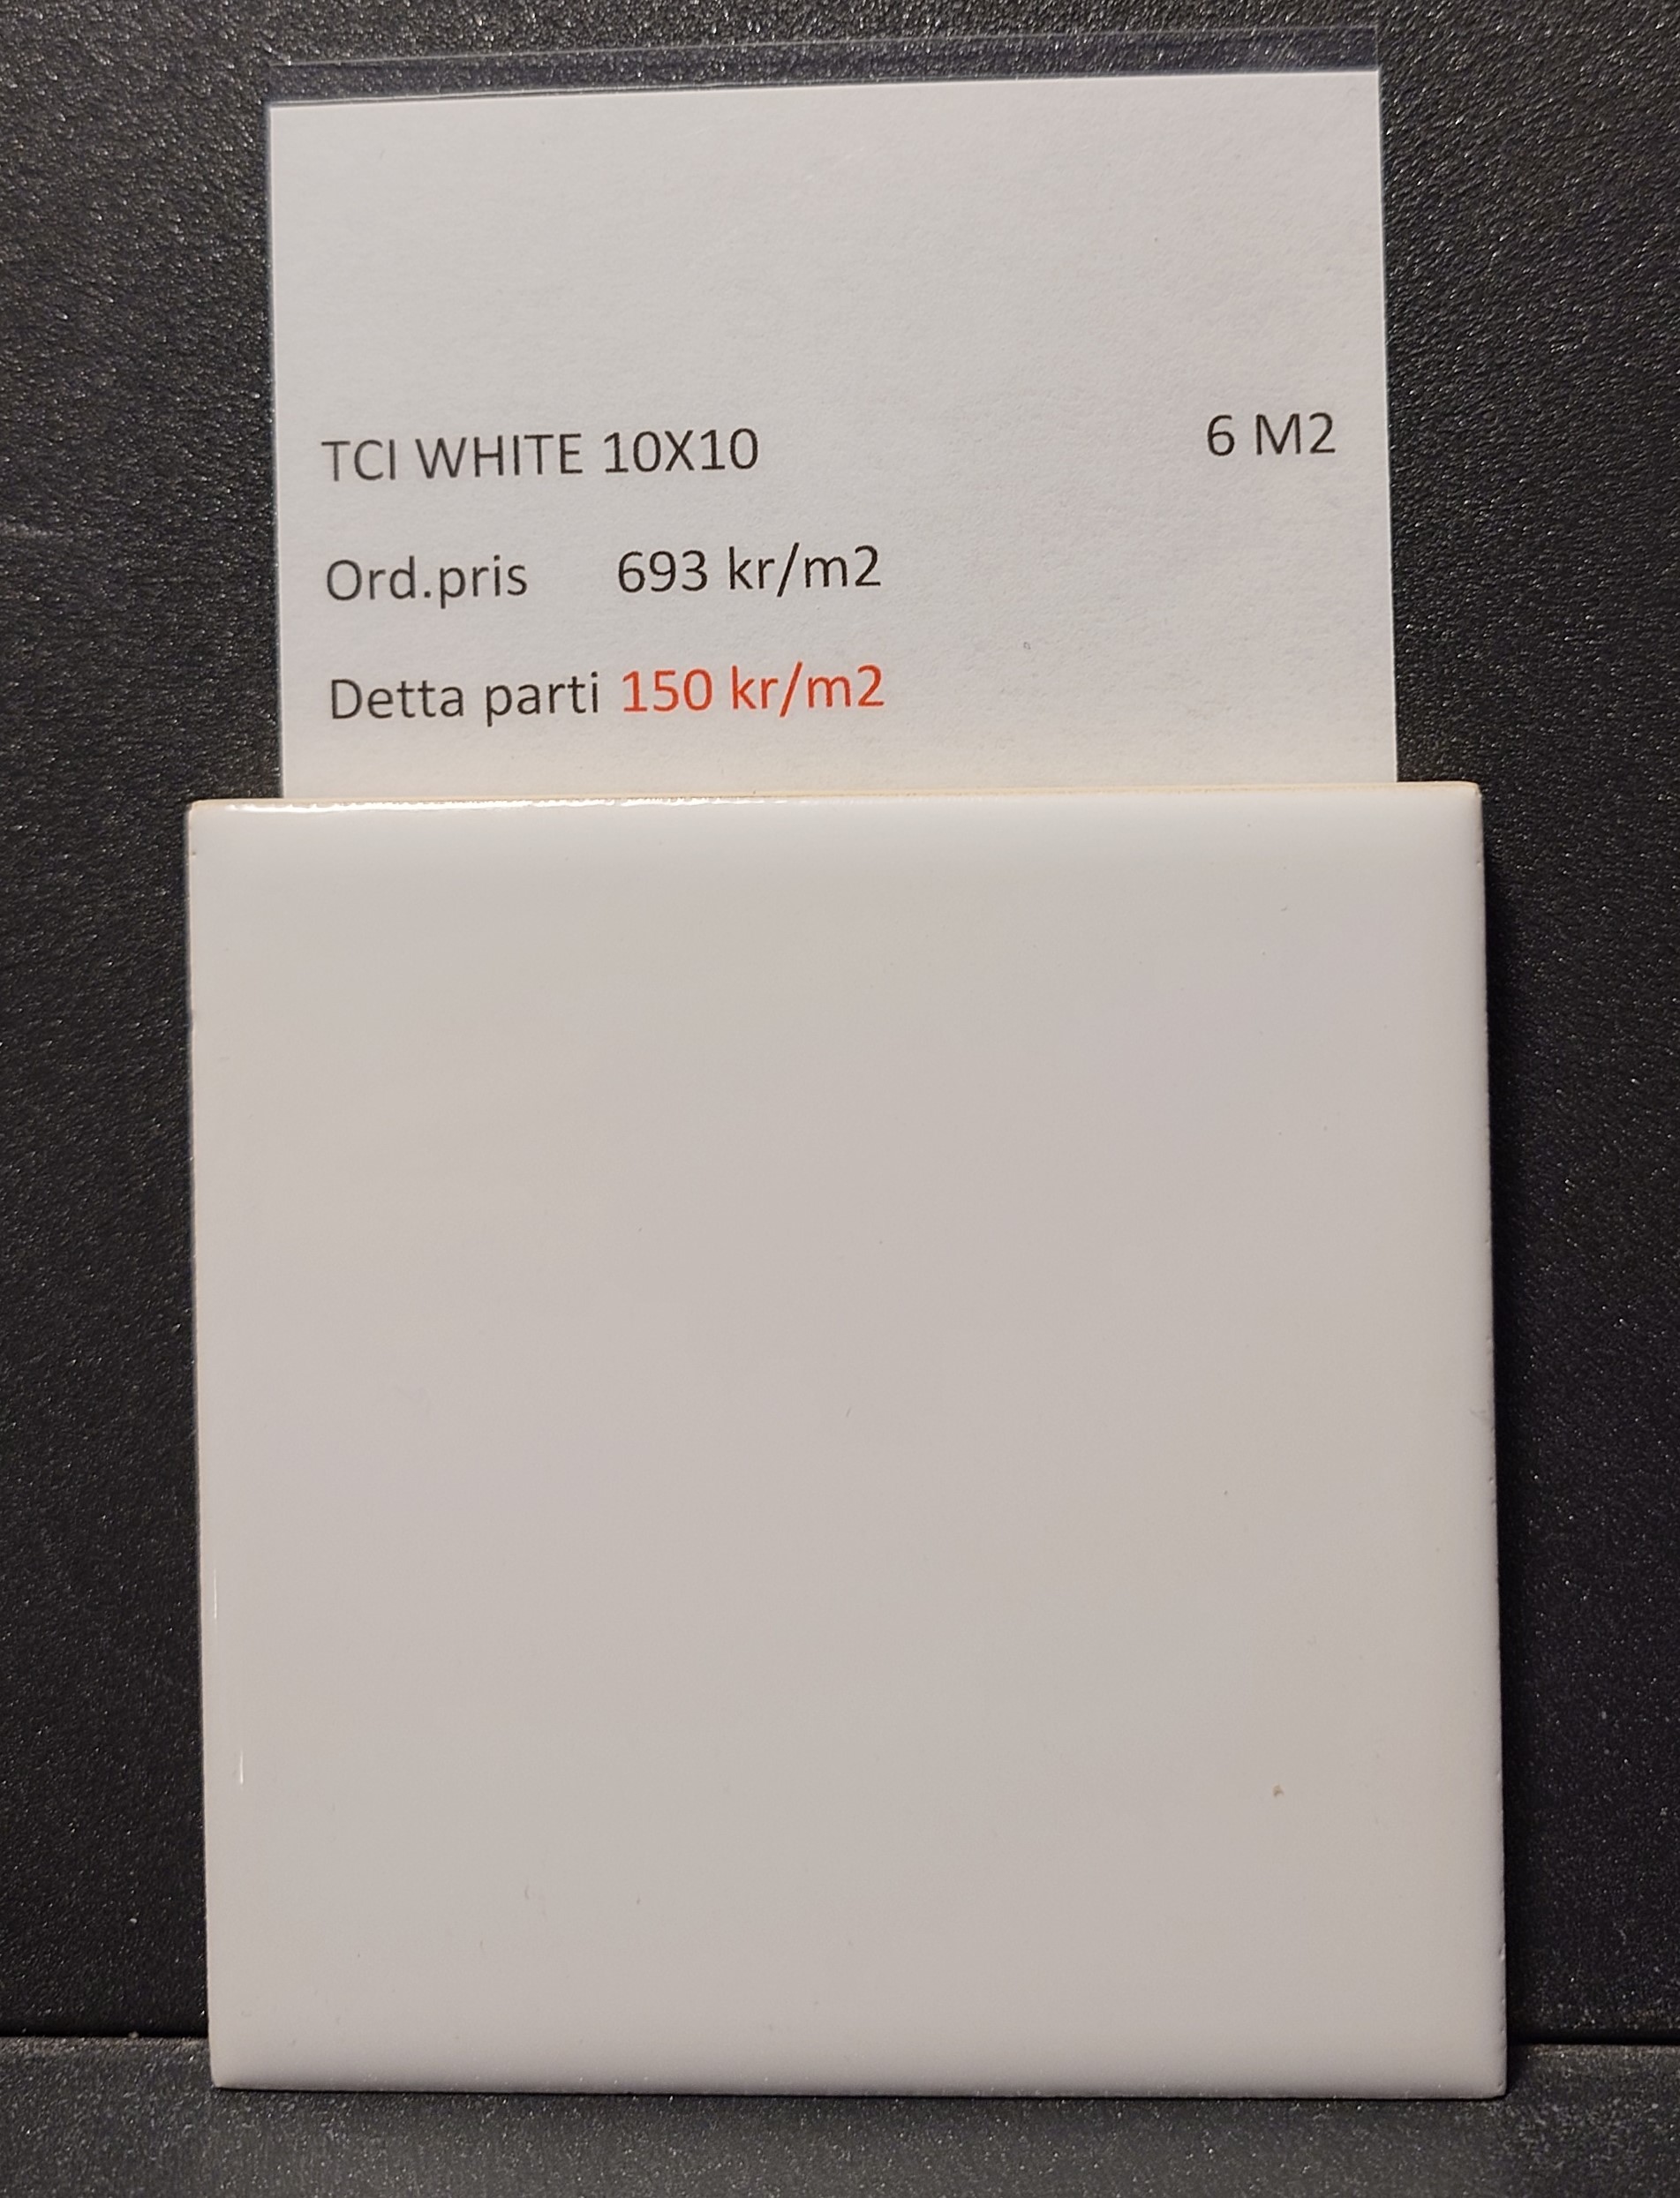 TCI WHITE 10X10 6 M2
Ord.pris 693 kr/m2
Detta parti 150 kr/m2